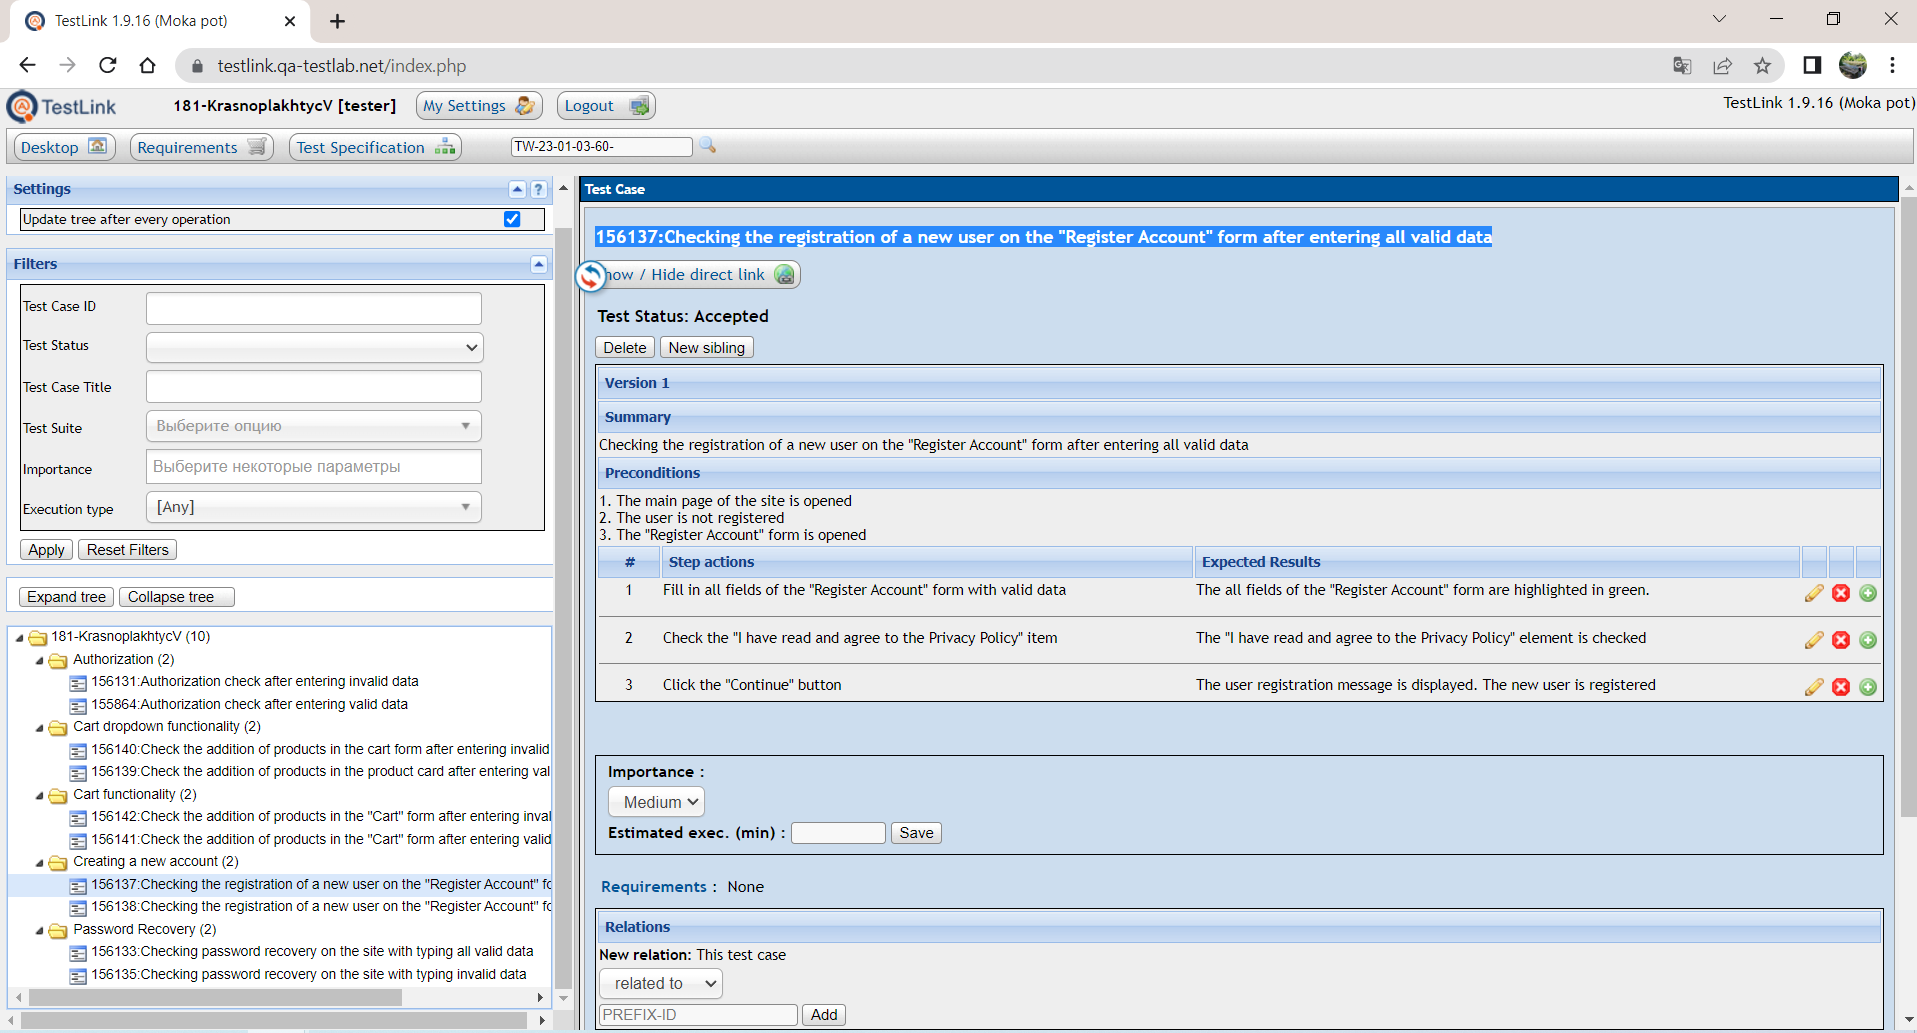 TestLink 1.9.16 (Moka pot)
testlink.qa-testlab.net/index.php
TestLink
181-KrasnoplakhtycV [tester]
My Settings
Logout
TestLink 1.9.16 (Moka pot)
Desktop
Requirements
Test Specification
TW-23-01-03-60-
Settings
Update tree after every operation
Filters
Test Case ID
Test Status
Test Case Title
Test Suite
Выберите опцию
Importance
Выберите некоторые параметры
Execution type
[Any]
Apply
Reset Filters
Expand tree
Collapse tree
181-KrasnoplakhtycV (10)
Authorization (2)
156131:Authorization check after entering invalid data
155864:Authorization check after entering valid data
Cart dropdown functionality (2)
156140:Check the addition of products in the cart form after entering invalid
156139:Check the addition of products in the product card after entering val
Cart functionality (2)
156142:Check the addition of products in the "Cart" form after entering inval
156141:Check the addition of products in the "Cart" form after entering valid
Creating a new account (2)
156137:Checking the registration of a new user on the "Register Account" fo
156138:Checking the registration of a new user on the "Register Account" fo
Password Recovery (2)
156133:Checking password recovery on the site with typing all valid data
156135:Checking password recovery on the site with typing invalid data
Test Case
156137:Checking the registration of a new user on the "Register Account" form after entering all valid data
how / Hide direct link
Test Status: Accepted
Delete
New sibling
Version 1
Summary
Checking the registration of a new user on the "Register Account" form after entering all valid data
Preconditions
1. The main page of the site is opened
2. The user is not registered
3. The "Register Account" form is opened
# Step actions Expected Results
1 Fill in all fields of the "Register Account" form with valid data The all fields of the "Register Account" form are highlighted in green.
2 Check the "I have read and agree to the Privacy Policy" item The "I have read and agree to the Privacy Policy" element is checked
3 Click the "Continue" button The user registration message is displayed. The new user is registered
Importance :
Medium
Estimated exec. (min) :
Save
Requirements : None
Relations
New relation: This test case
related to
PREFIX-ID
Add